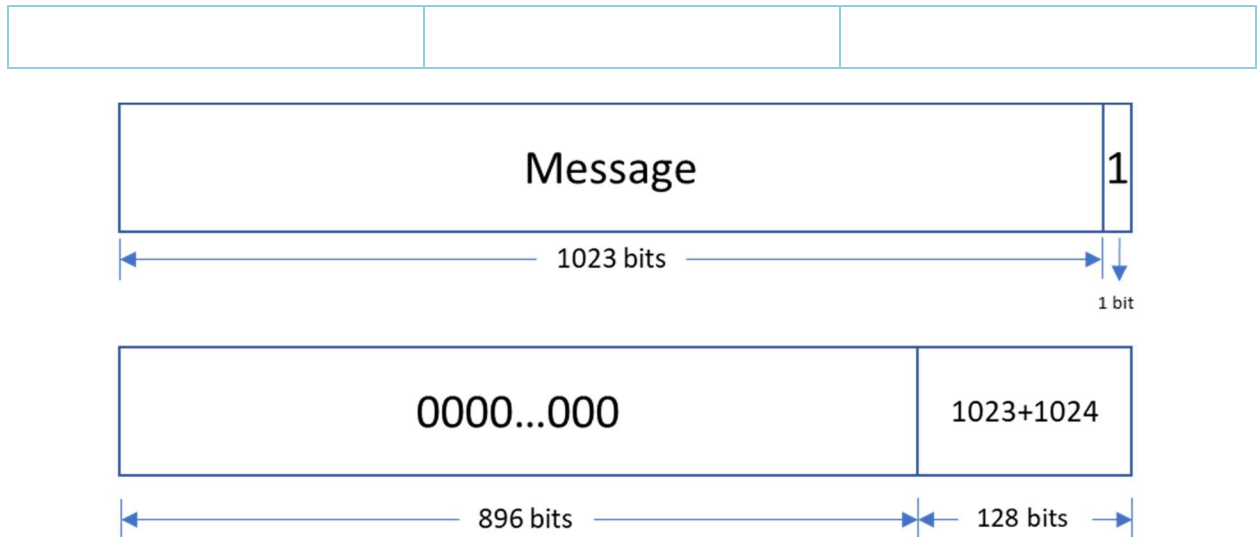 Message 1
1023 bits
1 bit
0000...000 1023+1024
896 bits 128 bits